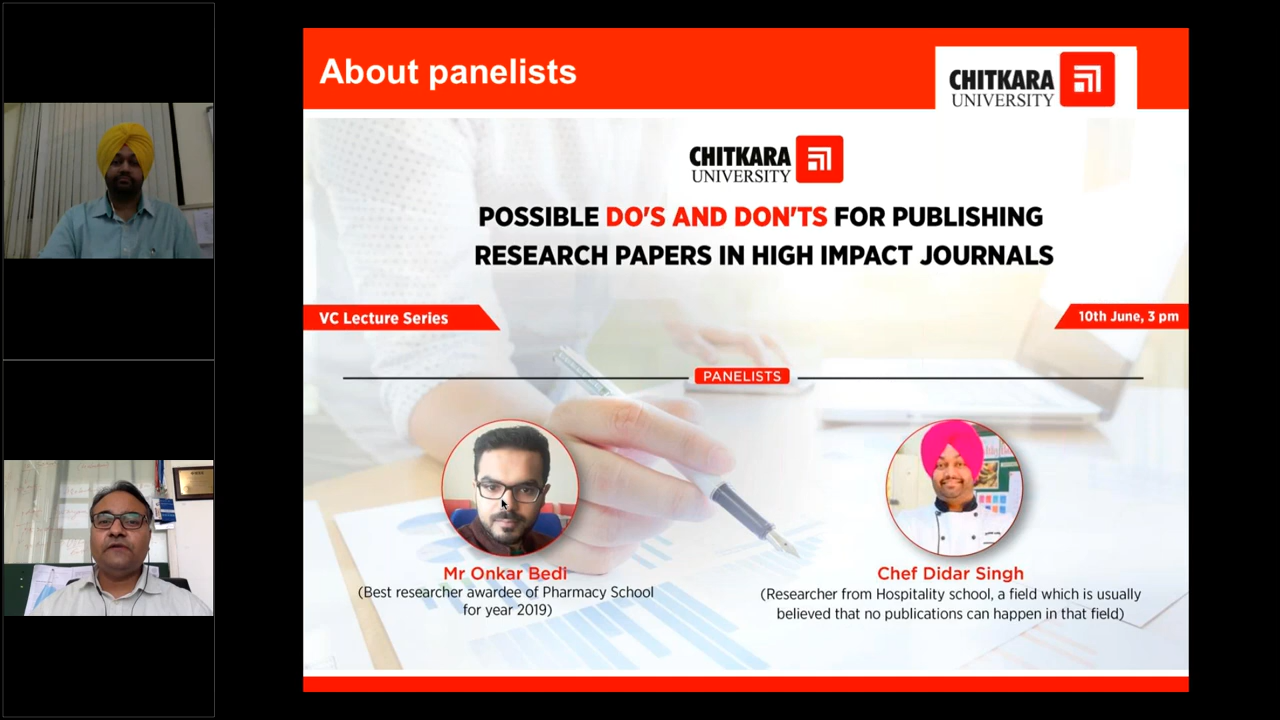 About panelists
CHITKARA
UNIVERSITY
CHITKARA
UNIVERSITY
POSSIBLE DO'S AND DON'TS FOR PUBLISHING
RESEARCH PAPERS IN HIGH IMPACT JOURNALS
VC Lecture Series
10th June, 3 pm
PANELISTS
Mr Onkar Bedi
(Best researcher awardee of Pharmacy School
for year 2019)
Chef Didar Singh
(Researcher from Hospitality school, a field which is usually
believed that no publications can happen in that field)